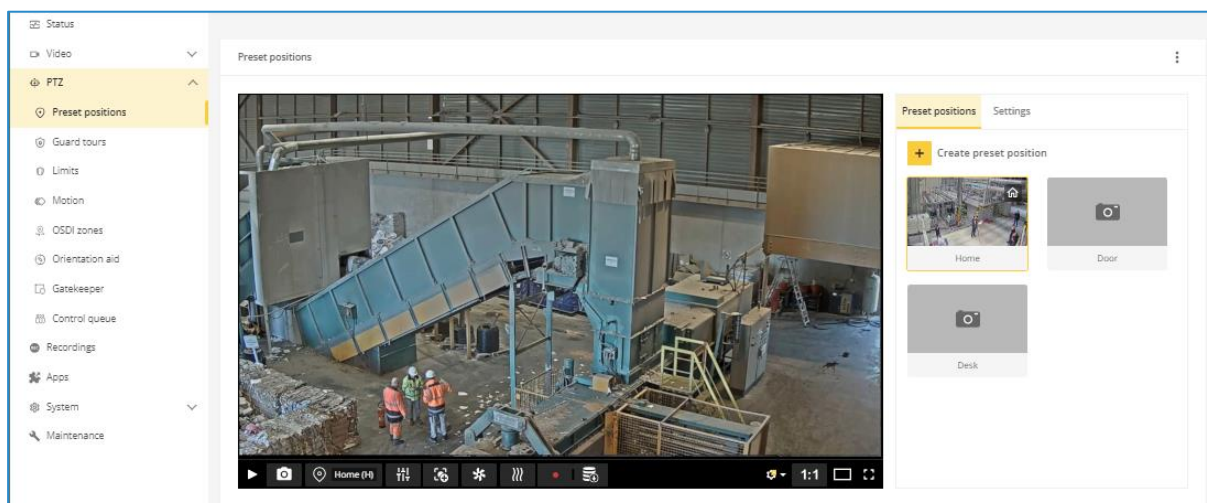 Status
Video
PTZ
Preset positions
Guard tours
Limits
Motion
OSDI zones
Orientation aid
Gatekeeper
Control queue
Recordings
Apps
System
Maintenance
Preset positions
Home (H)
1:1
Preset positions Settings
+ Create preset position
Home Door
Desk